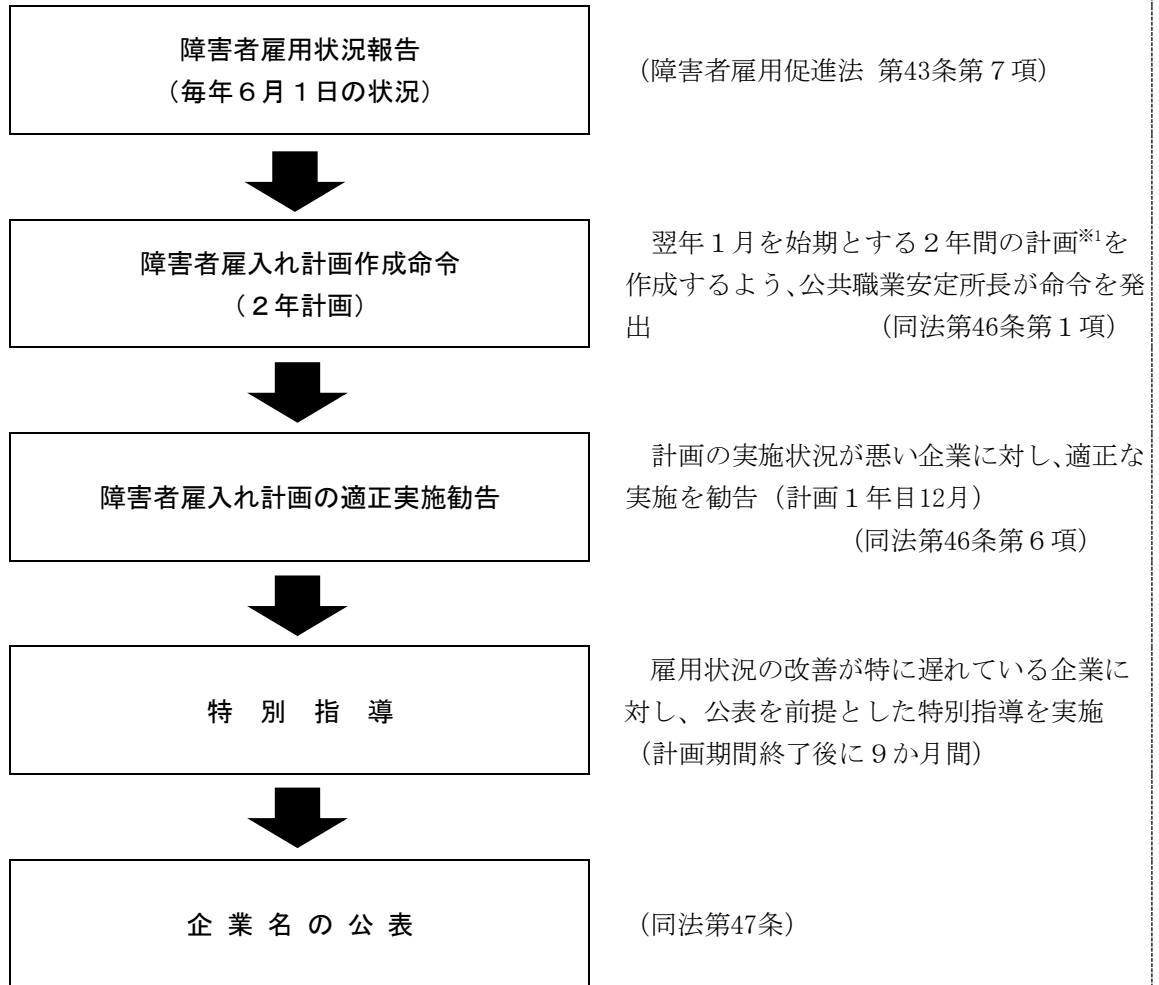 障害者雇用状況報告
（毎年６月１日の状況）
（障害者雇用促進法 第43条第７項）
障害者雇入れ計画作成命令
（２年計画）
翌年１月を始期とする２年間の計画※1を
作成するよう、公共職業安定所長が命令を発
出　　　　　　　　　（同法第46条第１項）
障害者雇入れ計画の適正実施勧告
計画の実施状況が悪い企業に対し、適正な
実施を勧告（計画１年目12月）
（同法第46条第６項）
特　別　指　導
雇用状況の改善が特に遅れている企業に
対し、公表を前提とした特別指導を実施
（計画期間終了後に９か月間）
企 業 名 の 公 表
（同法第47条）